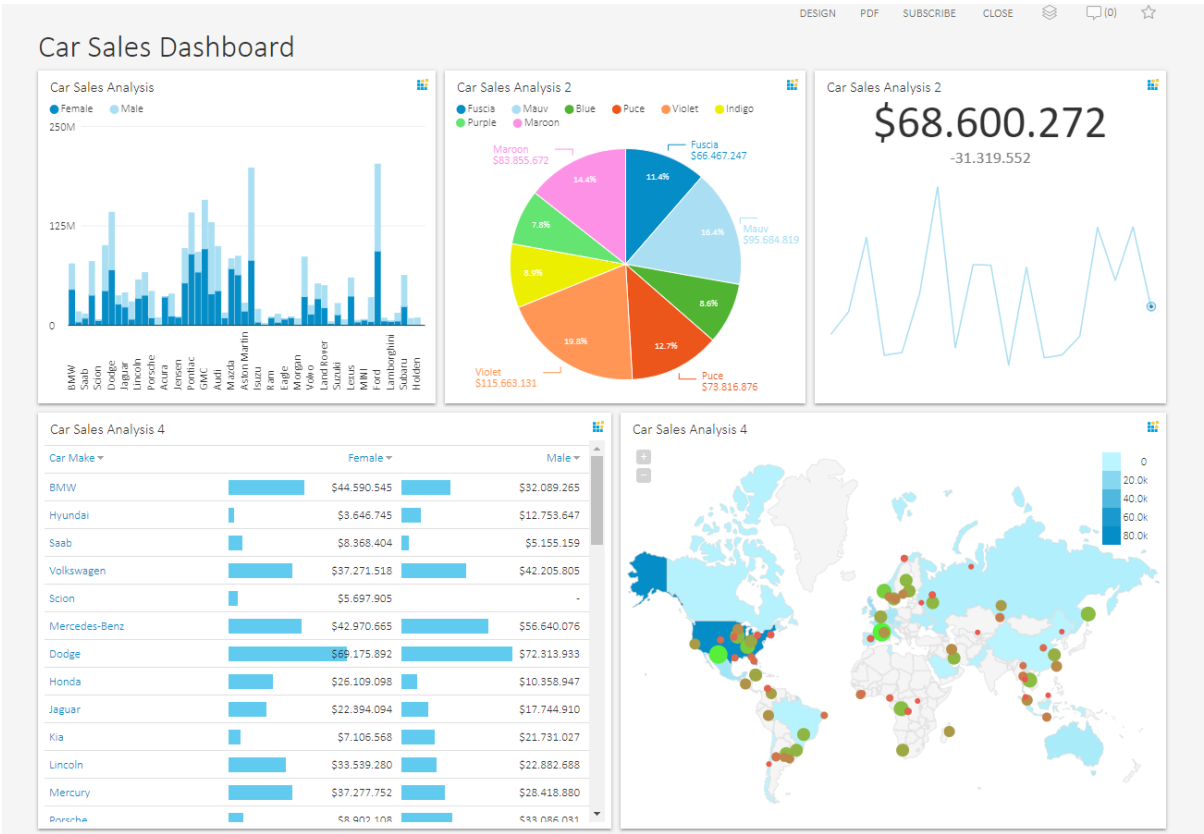 DESIGN PDF SUBSCRIBE CLOSE (0)
Car Sales Dashboard
Car Sales Analysis
Female Male
250M
125M
0
BMW
Saab
Scion
Dodge
Jaguar
Lincoln
Porsche
Acura
Jensen
Pontiac
GMC
Audi
Mazda
Aston Martin
Isuzu
Ram
Eagle
Morgan
Volvo
Land Rover
Suzuki
Lexus
MINI
Ford
Lamborghini
Subaru
Holden
Car Sales Analysis 2
Fuscia Mauv Blue Puce Violet Indigo
Purple Maroon
Maroon
$83.855.672
Fuscia
$66.467.247
14.4%
11.4%
7.8%
16.4%
Mauv
$95.684.819
8.9%
8.6%
19.8%
12.7%
Violet
$115.663.131
Puce
$73.816.876
Car Sales Analysis 2
$68.600.272
-31.319.552
Car Sales Analysis 4
Car Make Female Male
BMW $44.590.545 $32.089.265
Hyundai $3.646.745 $12.753.647
Saab $8.368.404 $5.155.159
Volkswagen $37.271.518 $42.205.805
Scion $5.697.905 -
Mercedes-Benz $42.970.665 $56.640.076
Dodge $69.175.892 $72.313.933
Honda $26.109.098 $10.358.947
Jaguar $22.394.094 $17.744.910
Kia $7.106.568 $21.731.027
Lincoln $33.539.280 $22.882.688
Mercury $37.277.752 $28.418.880
Porsche $8.902.108 $33.086.031
Car Sales Analysis 4
+
-
0
20.0k
40.0k
60.0k
80.0k